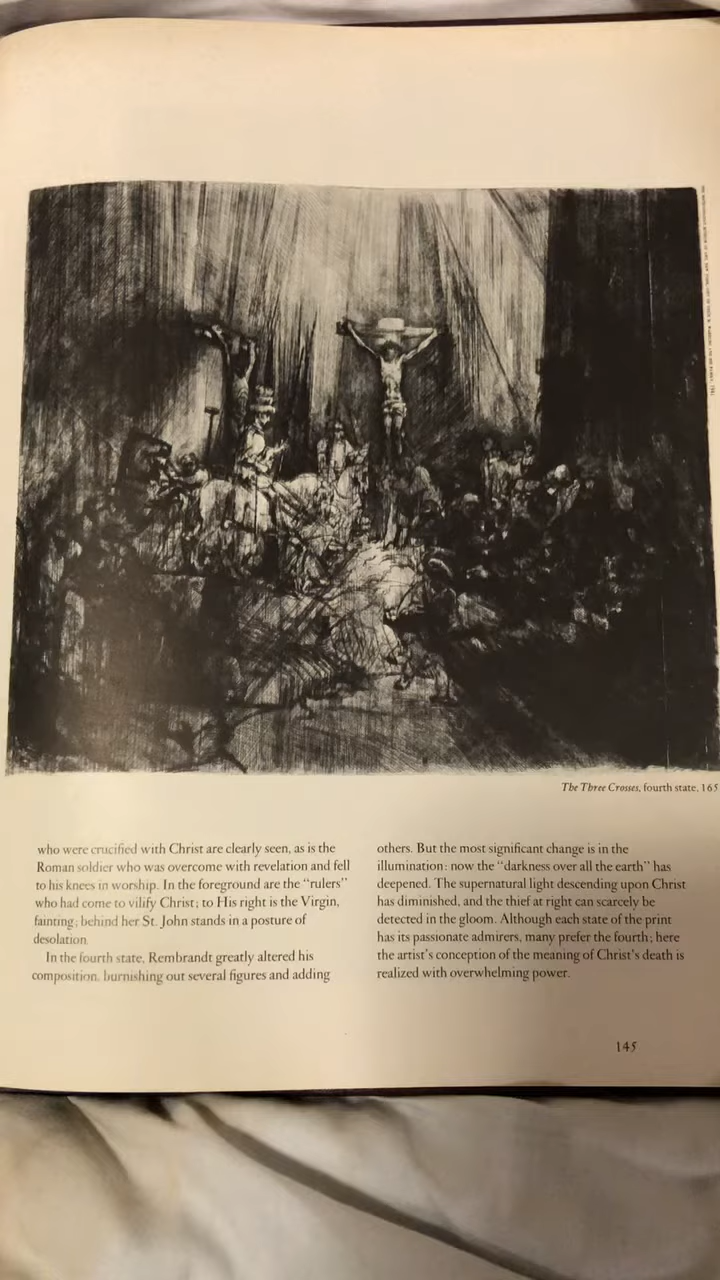 The Three Crosses, fourth state, 165
who were crucified with Christ are clearly seen, as is the
Roman soldier who was overcome with revelation and fell
to his knees in worship. In the foreground are the “rulers”
who had come to vilify Christ; to His right is the Virgin,
fainting; behind her St. John stands in a posture of
desolation.
In the fourth state, Rembrandt greatly altered his
composition, burnishing out several figures and adding
others. But the most significant change is in the
illumination: now the “darkness over all the earth” has
deepened. The supernatural light descending upon Christ
has diminished, and the thief at right can scarcely be
detected in the gloom. Although each state of the print
has its passionate admirers, many prefer the fourth; here
the artist’s conception of the meaning of Christ’s death is
realized with overwhelming power.
145